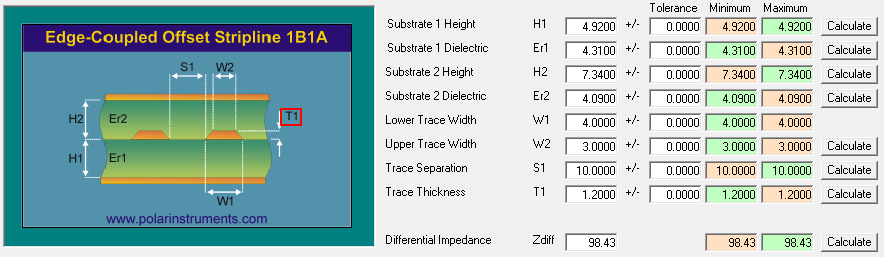 Edge-Coupled Offset Stripline 1B1A
S1 W2
H2 Er2 T1
H1 Er1
W1
www.polarinstruments.com
Tolerance Minimum Maximum
Substrate 1 Height H1 4.9200 +/- 0.0000 4.9200 4.9200 Calculate
Substrate 1 Dielectric Er1 4.3100 +/- 0.0000 4.3100 4.3100 Calculate
Substrate 2 Height H2 7.3400 +/- 0.0000 7.3400 7.3400 Calculate
Substrate 2 Dielectric Er2 4.0900 +/- 0.0000 4.0900 4.0900 Calculate
Lower Trace Width W1 4.0000 +/- 0.0000 4.0000 4.0000
Upper Trace Width W2 3.0000 +/- 0.0000 3.0000 3.0000 Calculate
Trace Separation S1 10.0000 +/- 0.0000 10.0000 10.0000 Calculate
Trace Thickness T1 1.2000 +/- 0.0000 1.2000 1.2000 Calculate
Differential Impedance Zdiff 98.43 98.43 98.43 Calculate